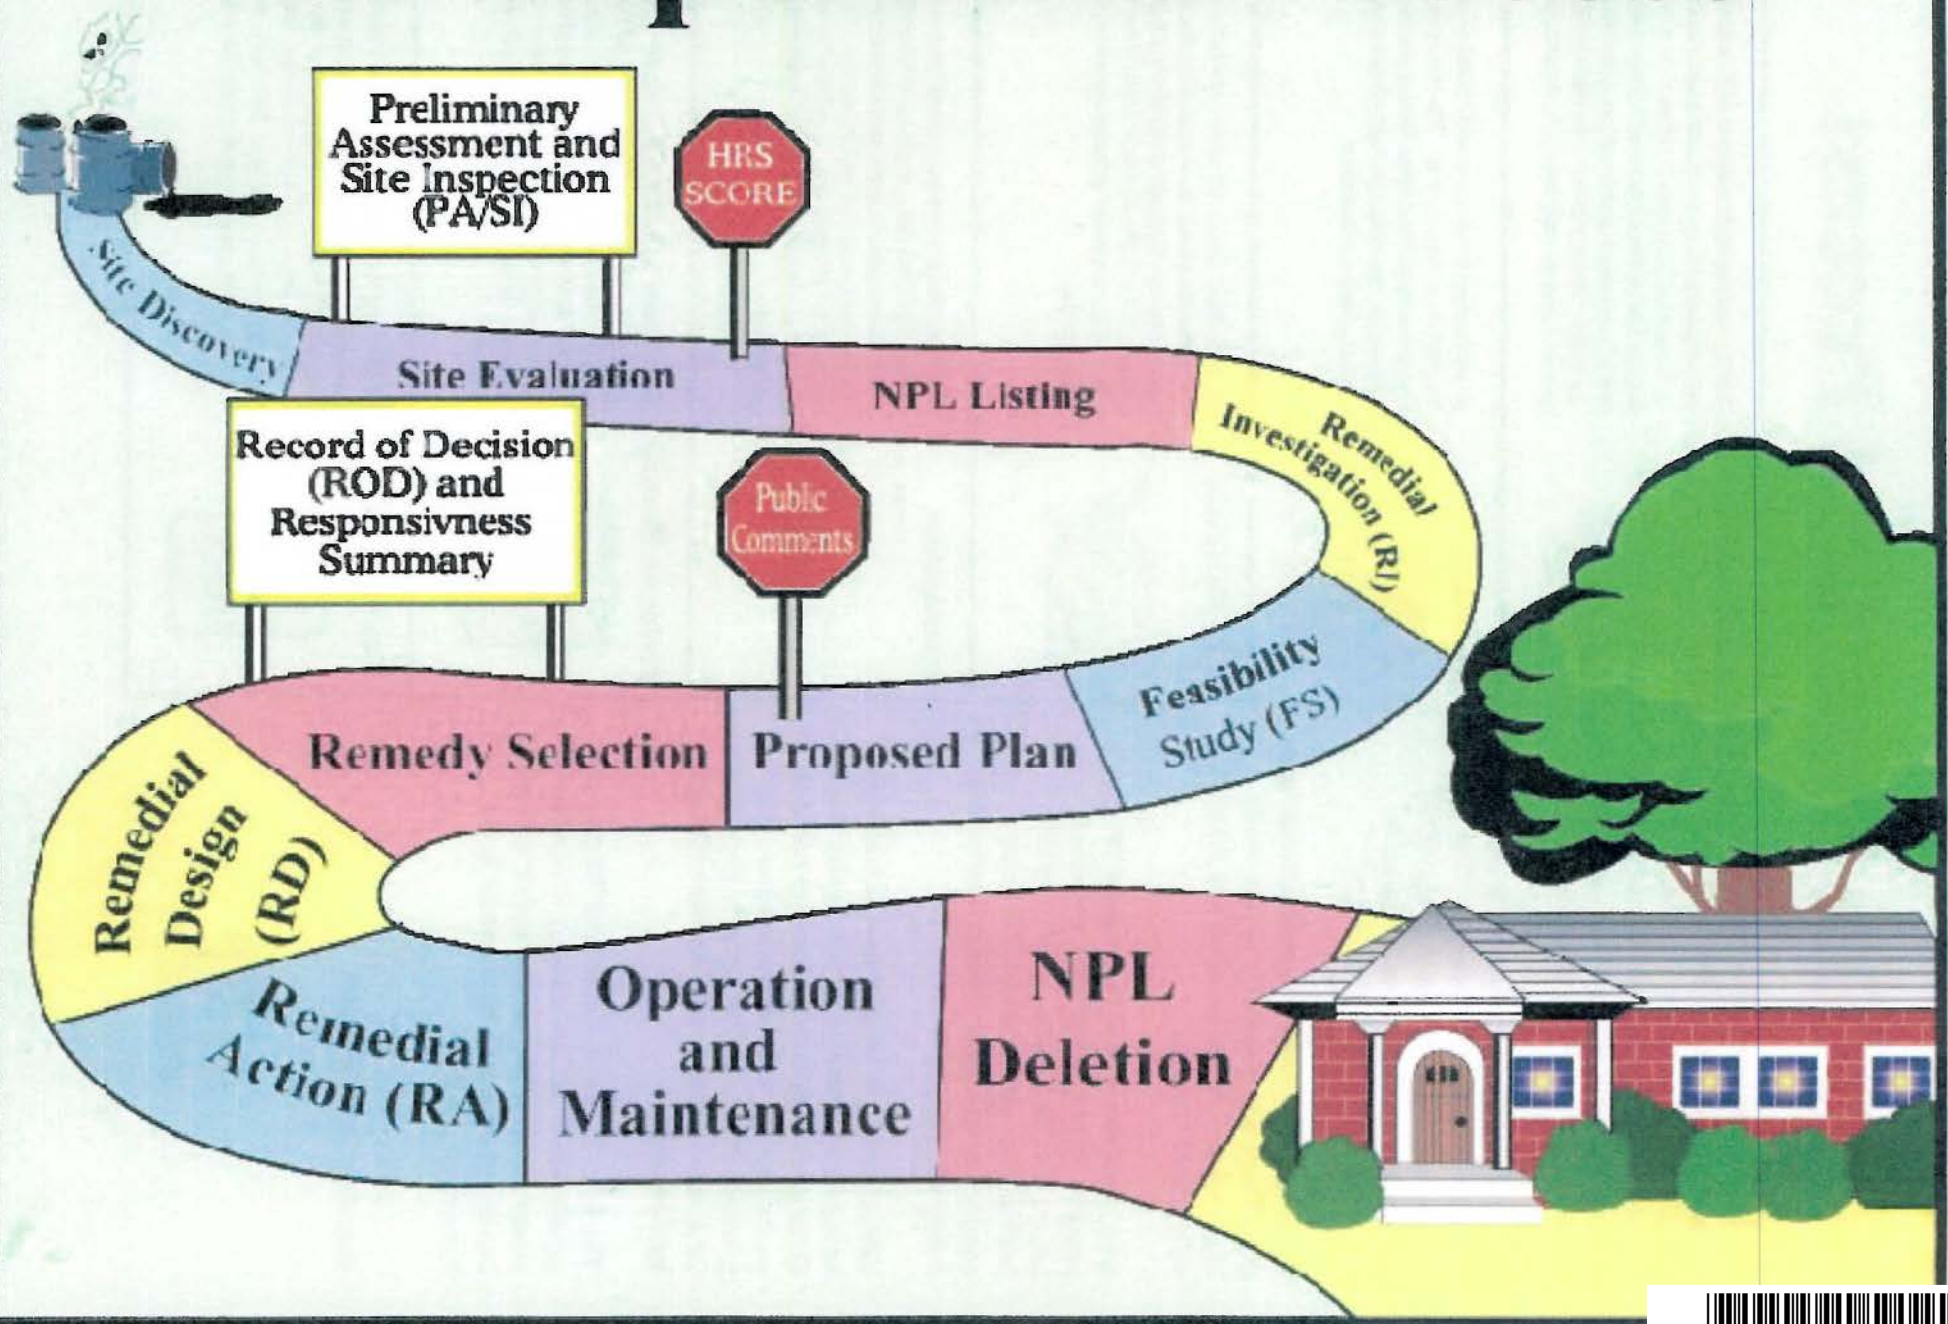 Preliminary
Assessment and
Site Inspection
(PA/SI)
HRS
SCORE
Site Discovery
Site Evaluation
NPL Listing
Remedial
Investigation (RI)
Record of Decision
(ROD) and
Responsivness
Summary
Public
Comments
Feasibility
Study (FS)
Proposed Plan
Remedy Selection
Remedial
Design
(RD)
Remedial
Action (RA)
Operation
and
Maintenance
NPL
Deletion